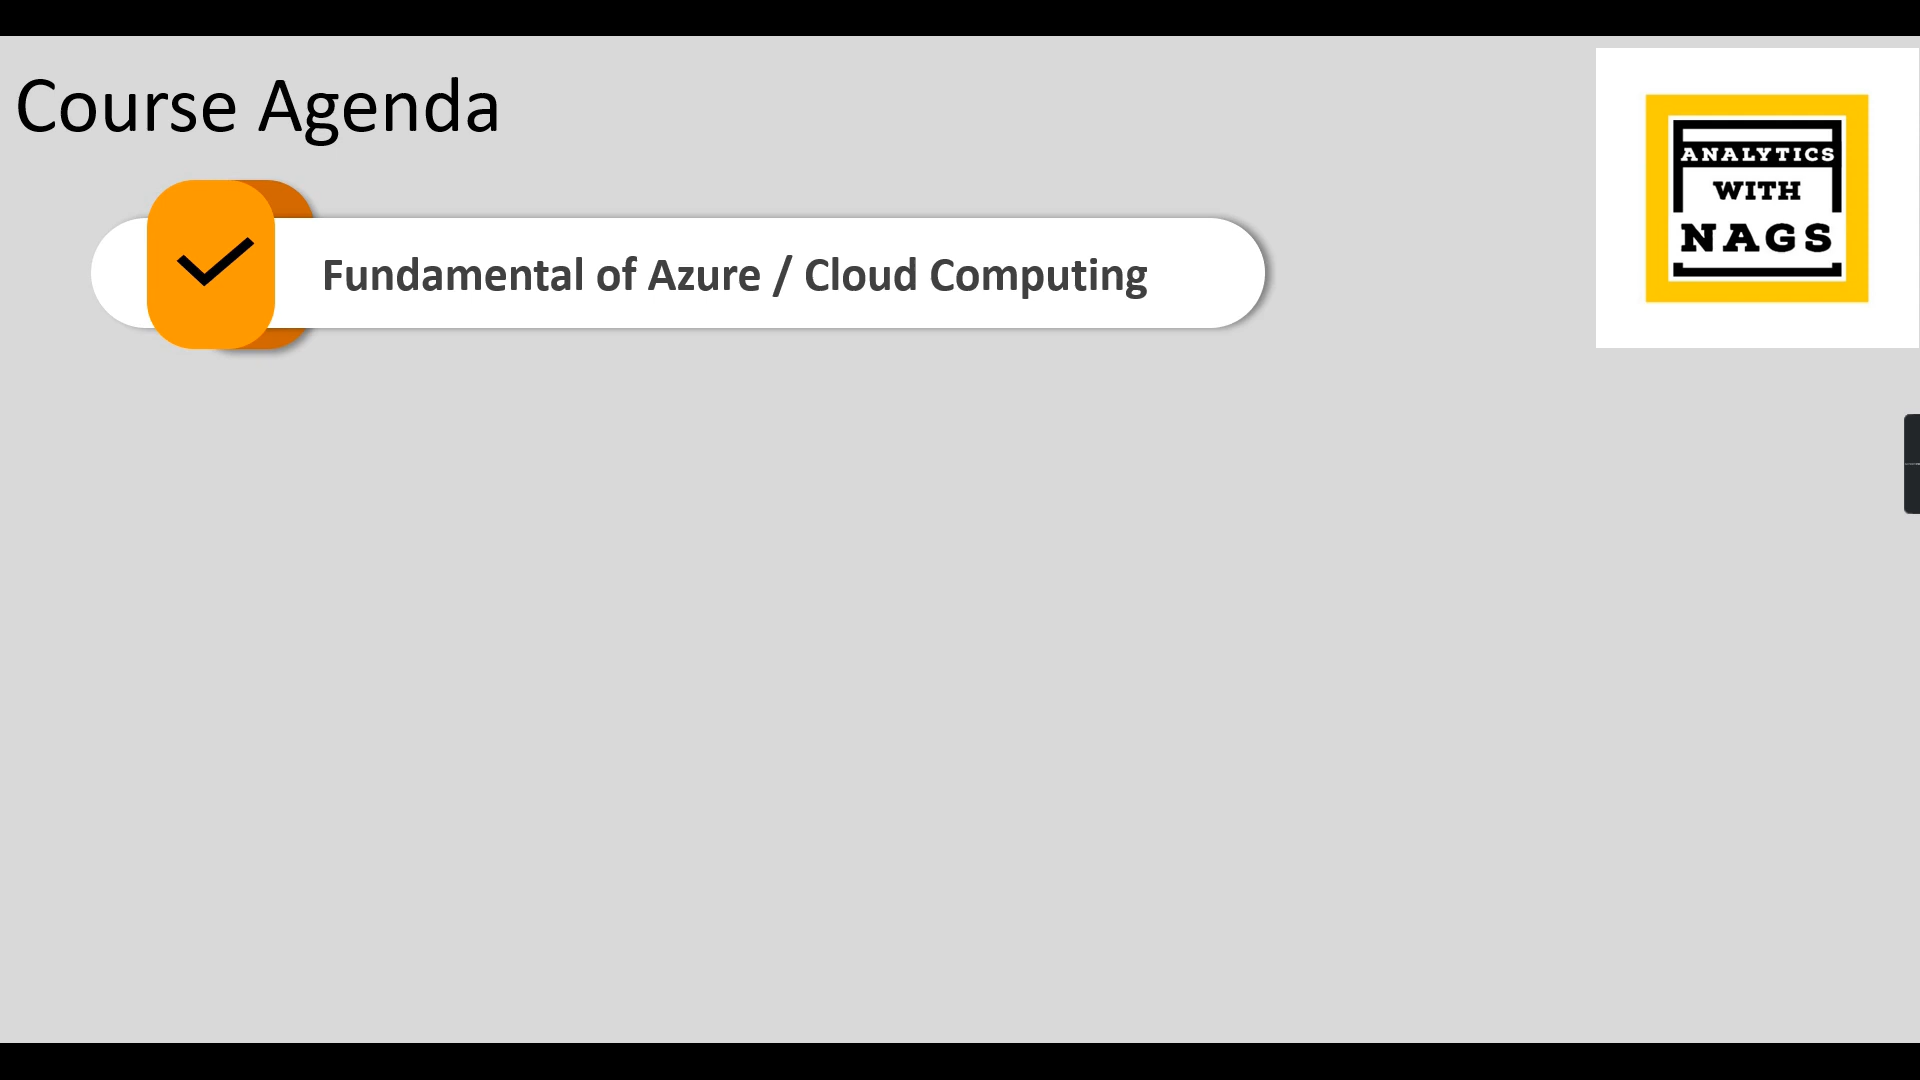 Course Agenda
Fundamental of Azure / Cloud Computing
ANALYTICS
WITH
NAGS